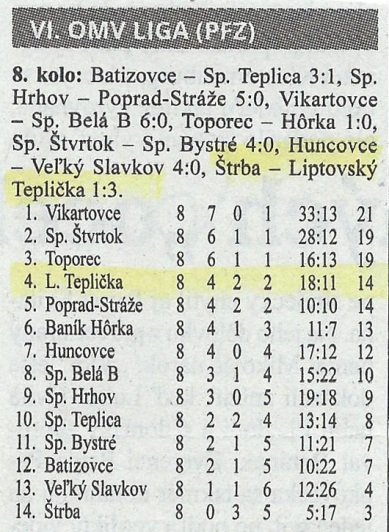 VI. OMV LIGA (PFZ)
8. kolo: Batizovce – Sp. Teplica 3:1, Sp.
Hrhov – Poprad-Stráže 5:0, Vikartovce
– Sp. Belá B 6:0, Toporec – Hôrka 1:0,
Sp. Štvrtok – Sp. Bystré 4:0, Huncovce
– Veľký Slavkov 4:0, Štrba – Liptovský
Teplička 1:3.
1. Vikartovce 8 7 0 1 33:13 21
2. Sp. Štvrtok 8 6 1 1 28:12 19
3. Toporec 8 6 1 1 16:13 19
4. L. Teplička 8 4 2 2 18:11 14
5. Poprad-Stráže 8 4 2 2 10:10 14
6. Baník Hôrka 8 4 1 3 11:7 13
7. Huncovce 8 4 0 4 17:12 12
8. Sp. Belá B 8 3 1 4 15:22 10
9. Sp. Hrhov 8 3 0 5 19:18 9
10. Sp. Teplica 8 2 2 4 13:14 8
11. Sp. Bystré 8 2 1 5 11:21 7
12. Batizovce 8 2 1 5 10:22 7
13. Veľký Slavkov 8 1 1 6 12:26 4
14. Štrba 8 0 3 5 5:17 3